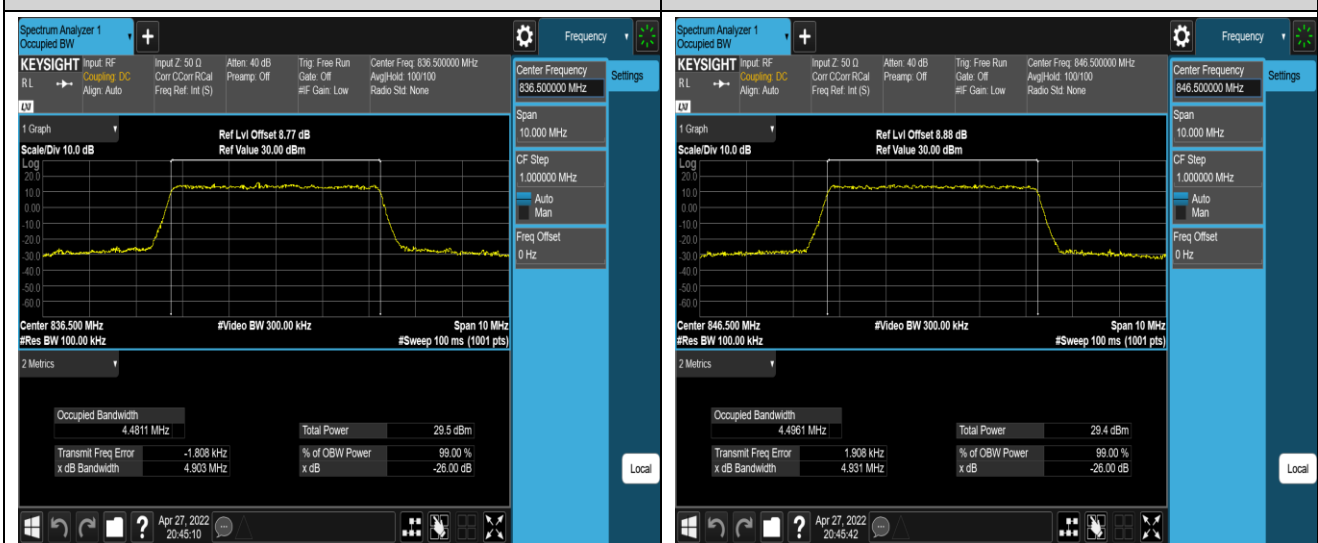 Spectrum Analyzer 1
Occupied BW
+
Frequency
KEYSIGHT
R L
LXI
Input: RF
Coupling: DC
Align: Auto
Input Z: 50 Ω
Corr CCorr RCal
Freq Ref: Int (S)
Atten: 40 dB
Preamp: Off
Trig: Free Run
Gate: Off
#IF Gain: Low
Center Freq: 836.500000 MHz
Avg|Hold: 100/100
Radio Std: None
Center Frequency
836.500000 MHz
Settings
Span
10.000 MHz
CF Step
1.000000 MHz
Auto
Man
Freq Offset
0 Hz
1 Graph
Ref Lvl Offset 8.77 dB
Scale/Div 10.0 dB
Ref Value 30.00 dBm
Log
20.0
10.0
0.00
-10.0
-20.0
-30.0
-40.0
-50.0
-60.0
Center 836.500 MHz
#Video BW 300.00 kHz
Span 10 MHz
#Res BW 100.00 kHz
#Sweep 100 ms (1001 pts)
2 Metrics
Occupied Bandwidth
4.4811 MHz
Total Power 29.5 dBm
Transmit Freq Error -1.808 kHz
% of OBW Power 99.00 %
x dB Bandwidth 4.903 MHz
x dB -26.00 dB
Local
?
Apr 27, 2022
20:45:10
Spectrum Analyzer 1
Occupied BW
+
Frequency
KEYSIGHT
R L
LXI
Input: RF
Coupling: DC
Align: Auto
Input Z: 50 Ω
Corr CCorr RCal
Freq Ref: Int (S)
Atten: 40 dB
Preamp: Off
Trig: Free Run
Gate: Off
#IF Gain: Low
Center Freq: 846.500000 MHz
Avg|Hold: 100/100
Radio Std: None
Center Frequency
846.500000 MHz
Settings
Span
10.000 MHz
CF Step
1.000000 MHz
Auto
Man
Freq Offset
0 Hz
1 Graph
Ref Lvl Offset 8.88 dB
Scale/Div 10.0 dB
Ref Value 30.00 dBm
Log
20.0
10.0
0.00
-10.0
-20.0
-30.0
-40.0
-50.0
-60.0
Center 846.500 MHz
#Video BW 300.00 kHz
Span 10 MHz
#Res BW 100.00 kHz
#Sweep 100 ms (1001 pts)
2 Metrics
Occupied Bandwidth
4.4961 MHz
Total Power 29.4 dBm
Transmit Freq Error 1.908 kHz
% of OBW Power 99.00 %
x dB Bandwidth 4.931 MHz
x dB -26.00 dB
Local
?
Apr 27, 2022
20:45:42